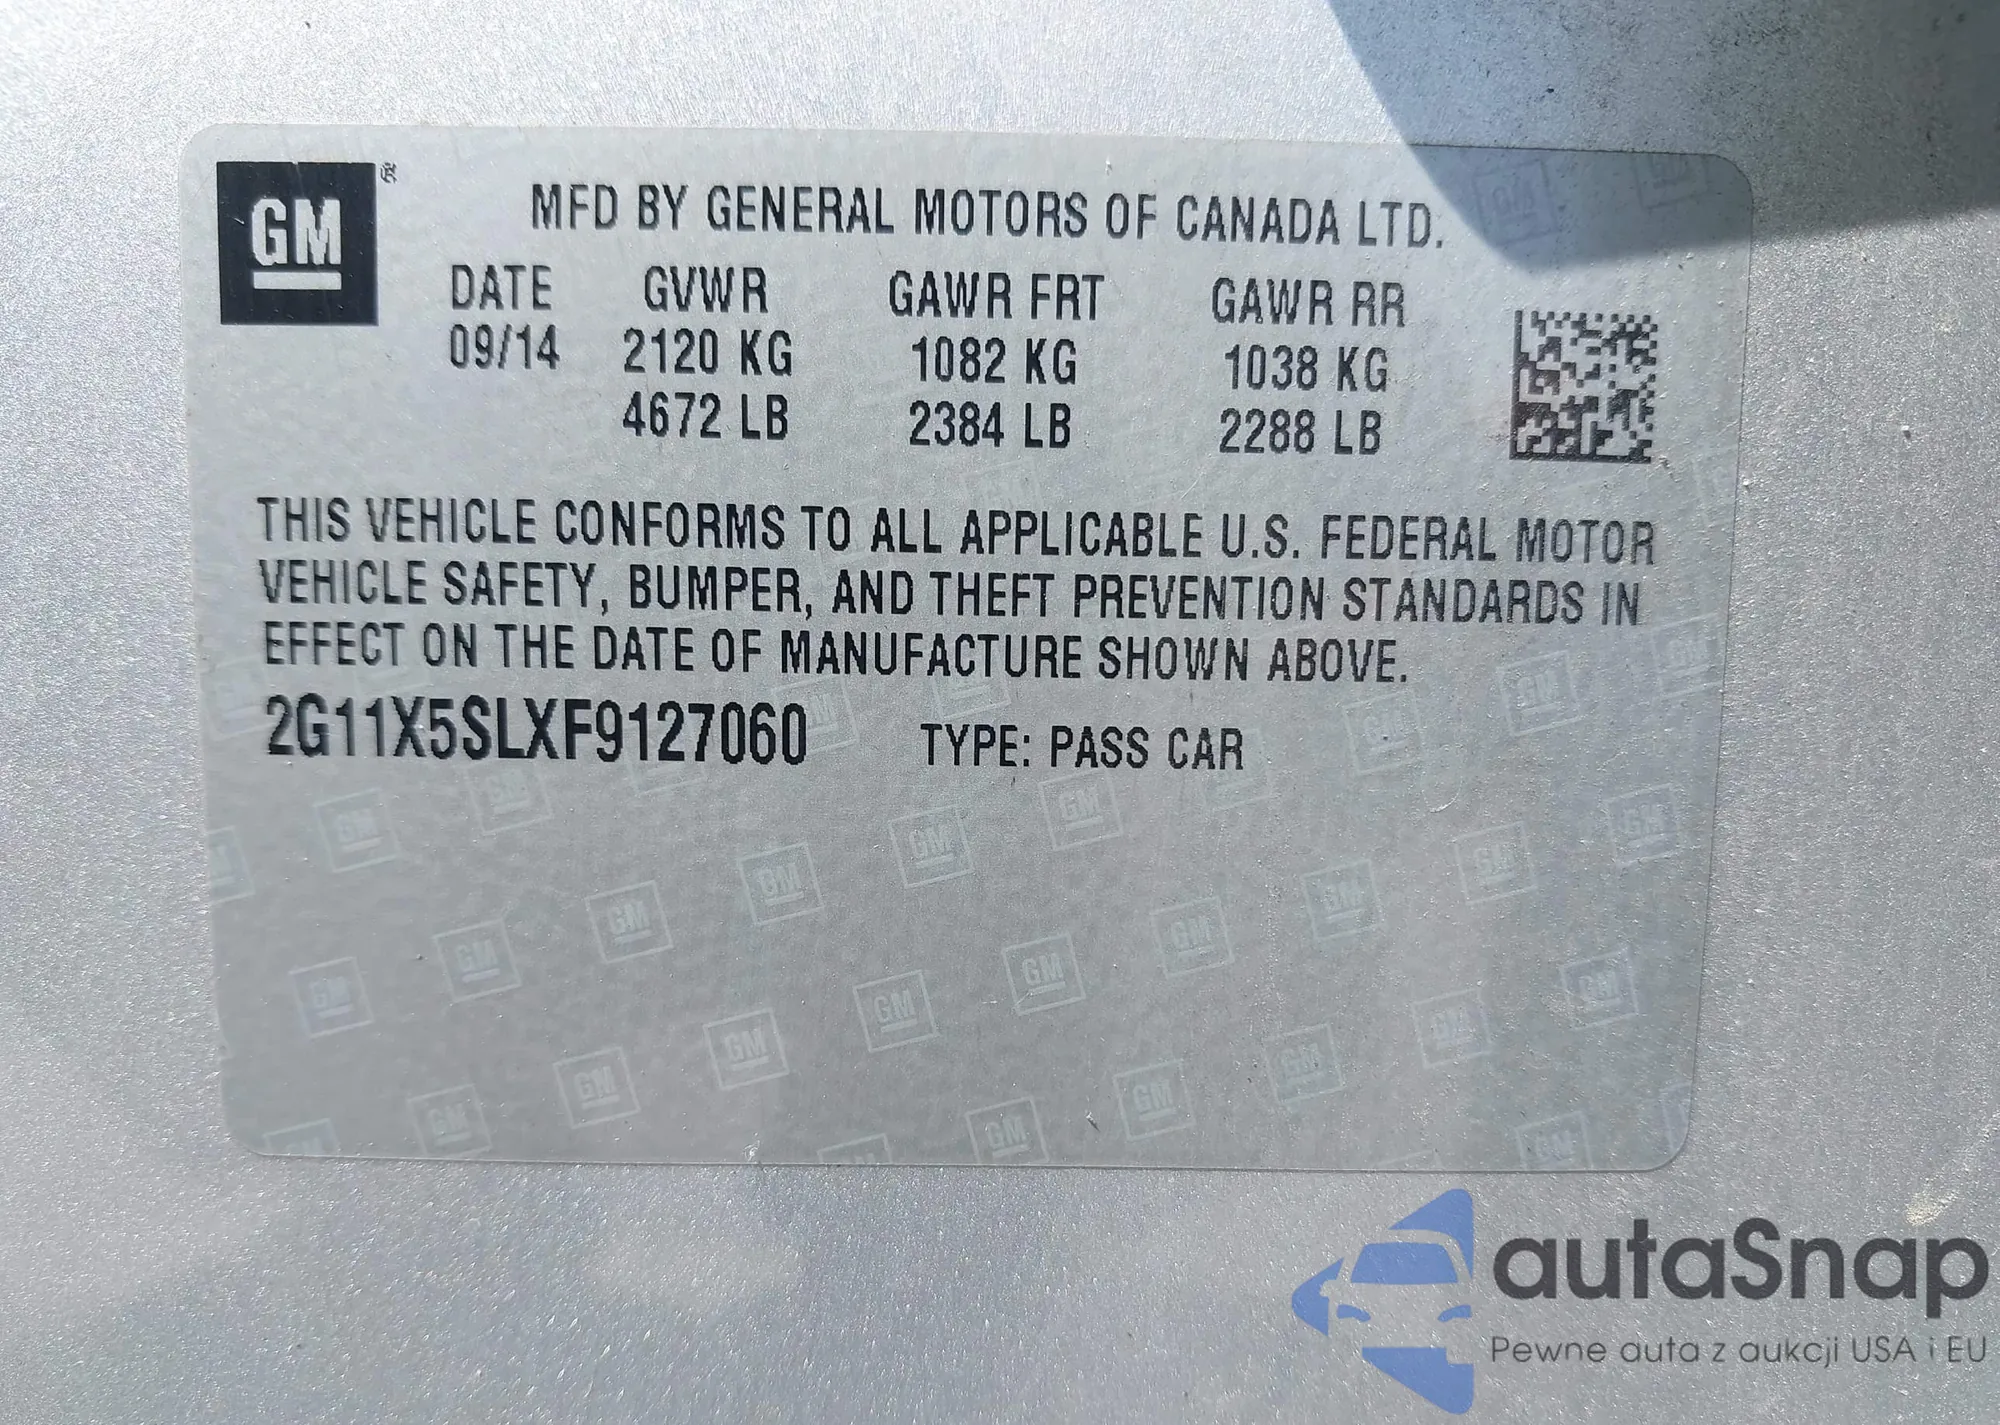 GM®
MFD BY GENERAL MOTORS OF CANADA LTD.
DATE GVWR GAWR FRT GAWR RR
09/14 2120 KG 1082 KG 1038 KG
4672 LB 2384 LB 2288 LB
THIS VEHICLE CONFORMS TO ALL APPLICABLE U.S. FEDERAL MOTOR
VEHICLE SAFETY, BUMPER, AND THEFT PREVENTION STANDARDS IN
EFFECT ON THE DATE OF MANUFACTURE SHOWN ABOVE.
2G11X5SLXF9127060 TYPE: PASS CAR
autaSnap
Pewne auta z aukcji USA i EU